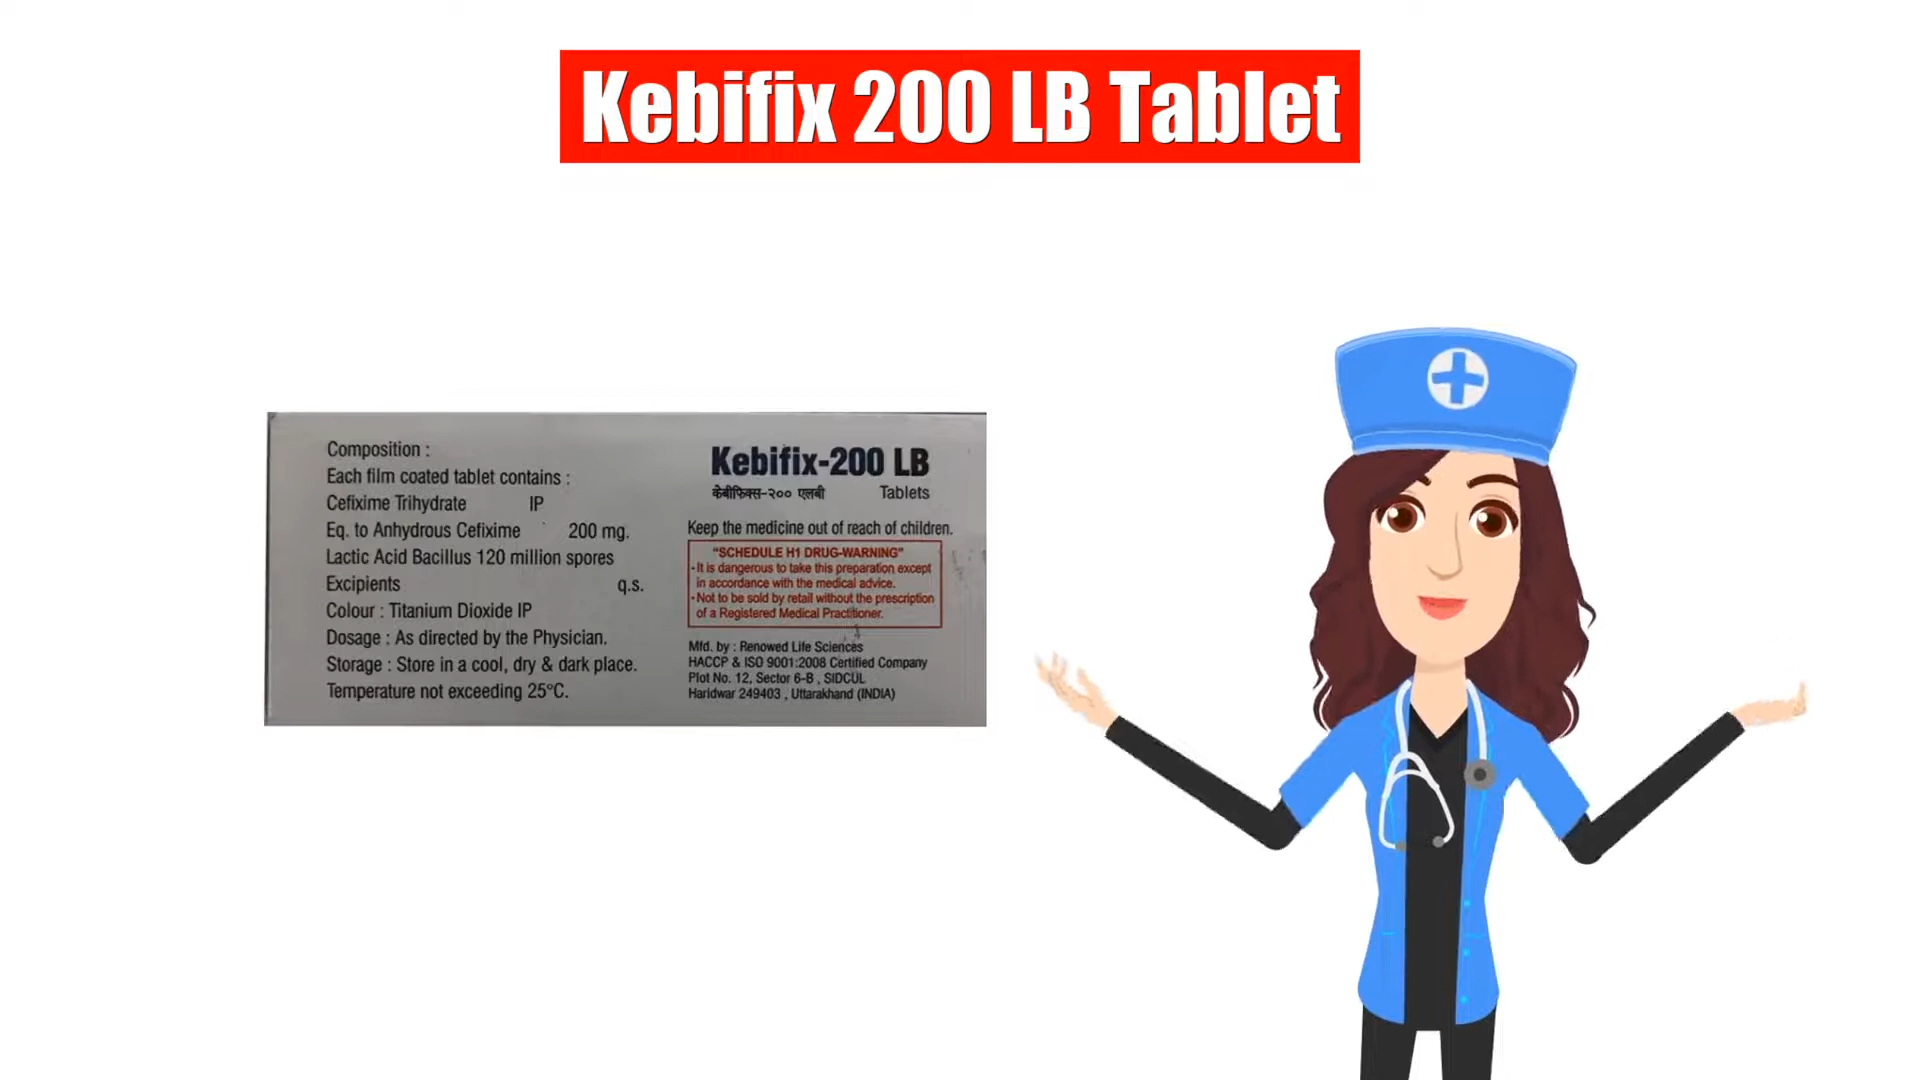 Kebifix 200 LB Tablet
Composition :
Each film coated tablet contains :
Cefixime Trihydrate IP
Eq. to Anhydrous Cefixime 200 mg.
Lactic Acid Bacillus 120 million spores
Excipients q.s.
Colour : Titanium Dioxide IP
Dosage : As directed by the Physician.
Storage : Store in a cool, dry & dark place.
Temperature not exceeding 25°C.
Kebifix-200 LB
केबीफिक्स-२०० एलबी Tablets
Keep the medicine out of reach of children.
"SCHEDULE H1 DRUG-WARNING"
- It is dangerous to take this preparation except
in accordance with the medical advice.
- Not to be sold by retail without the prescription
of a Registered Medical Practitioner.
Mfd. by : Renowed Life Sciences
HACCP & ISO 9001:2008 Certified Company
Plot No. 12, Sector 6-B , SIDCUL
Haridwar 249403 , Uttarakhand (INDIA)